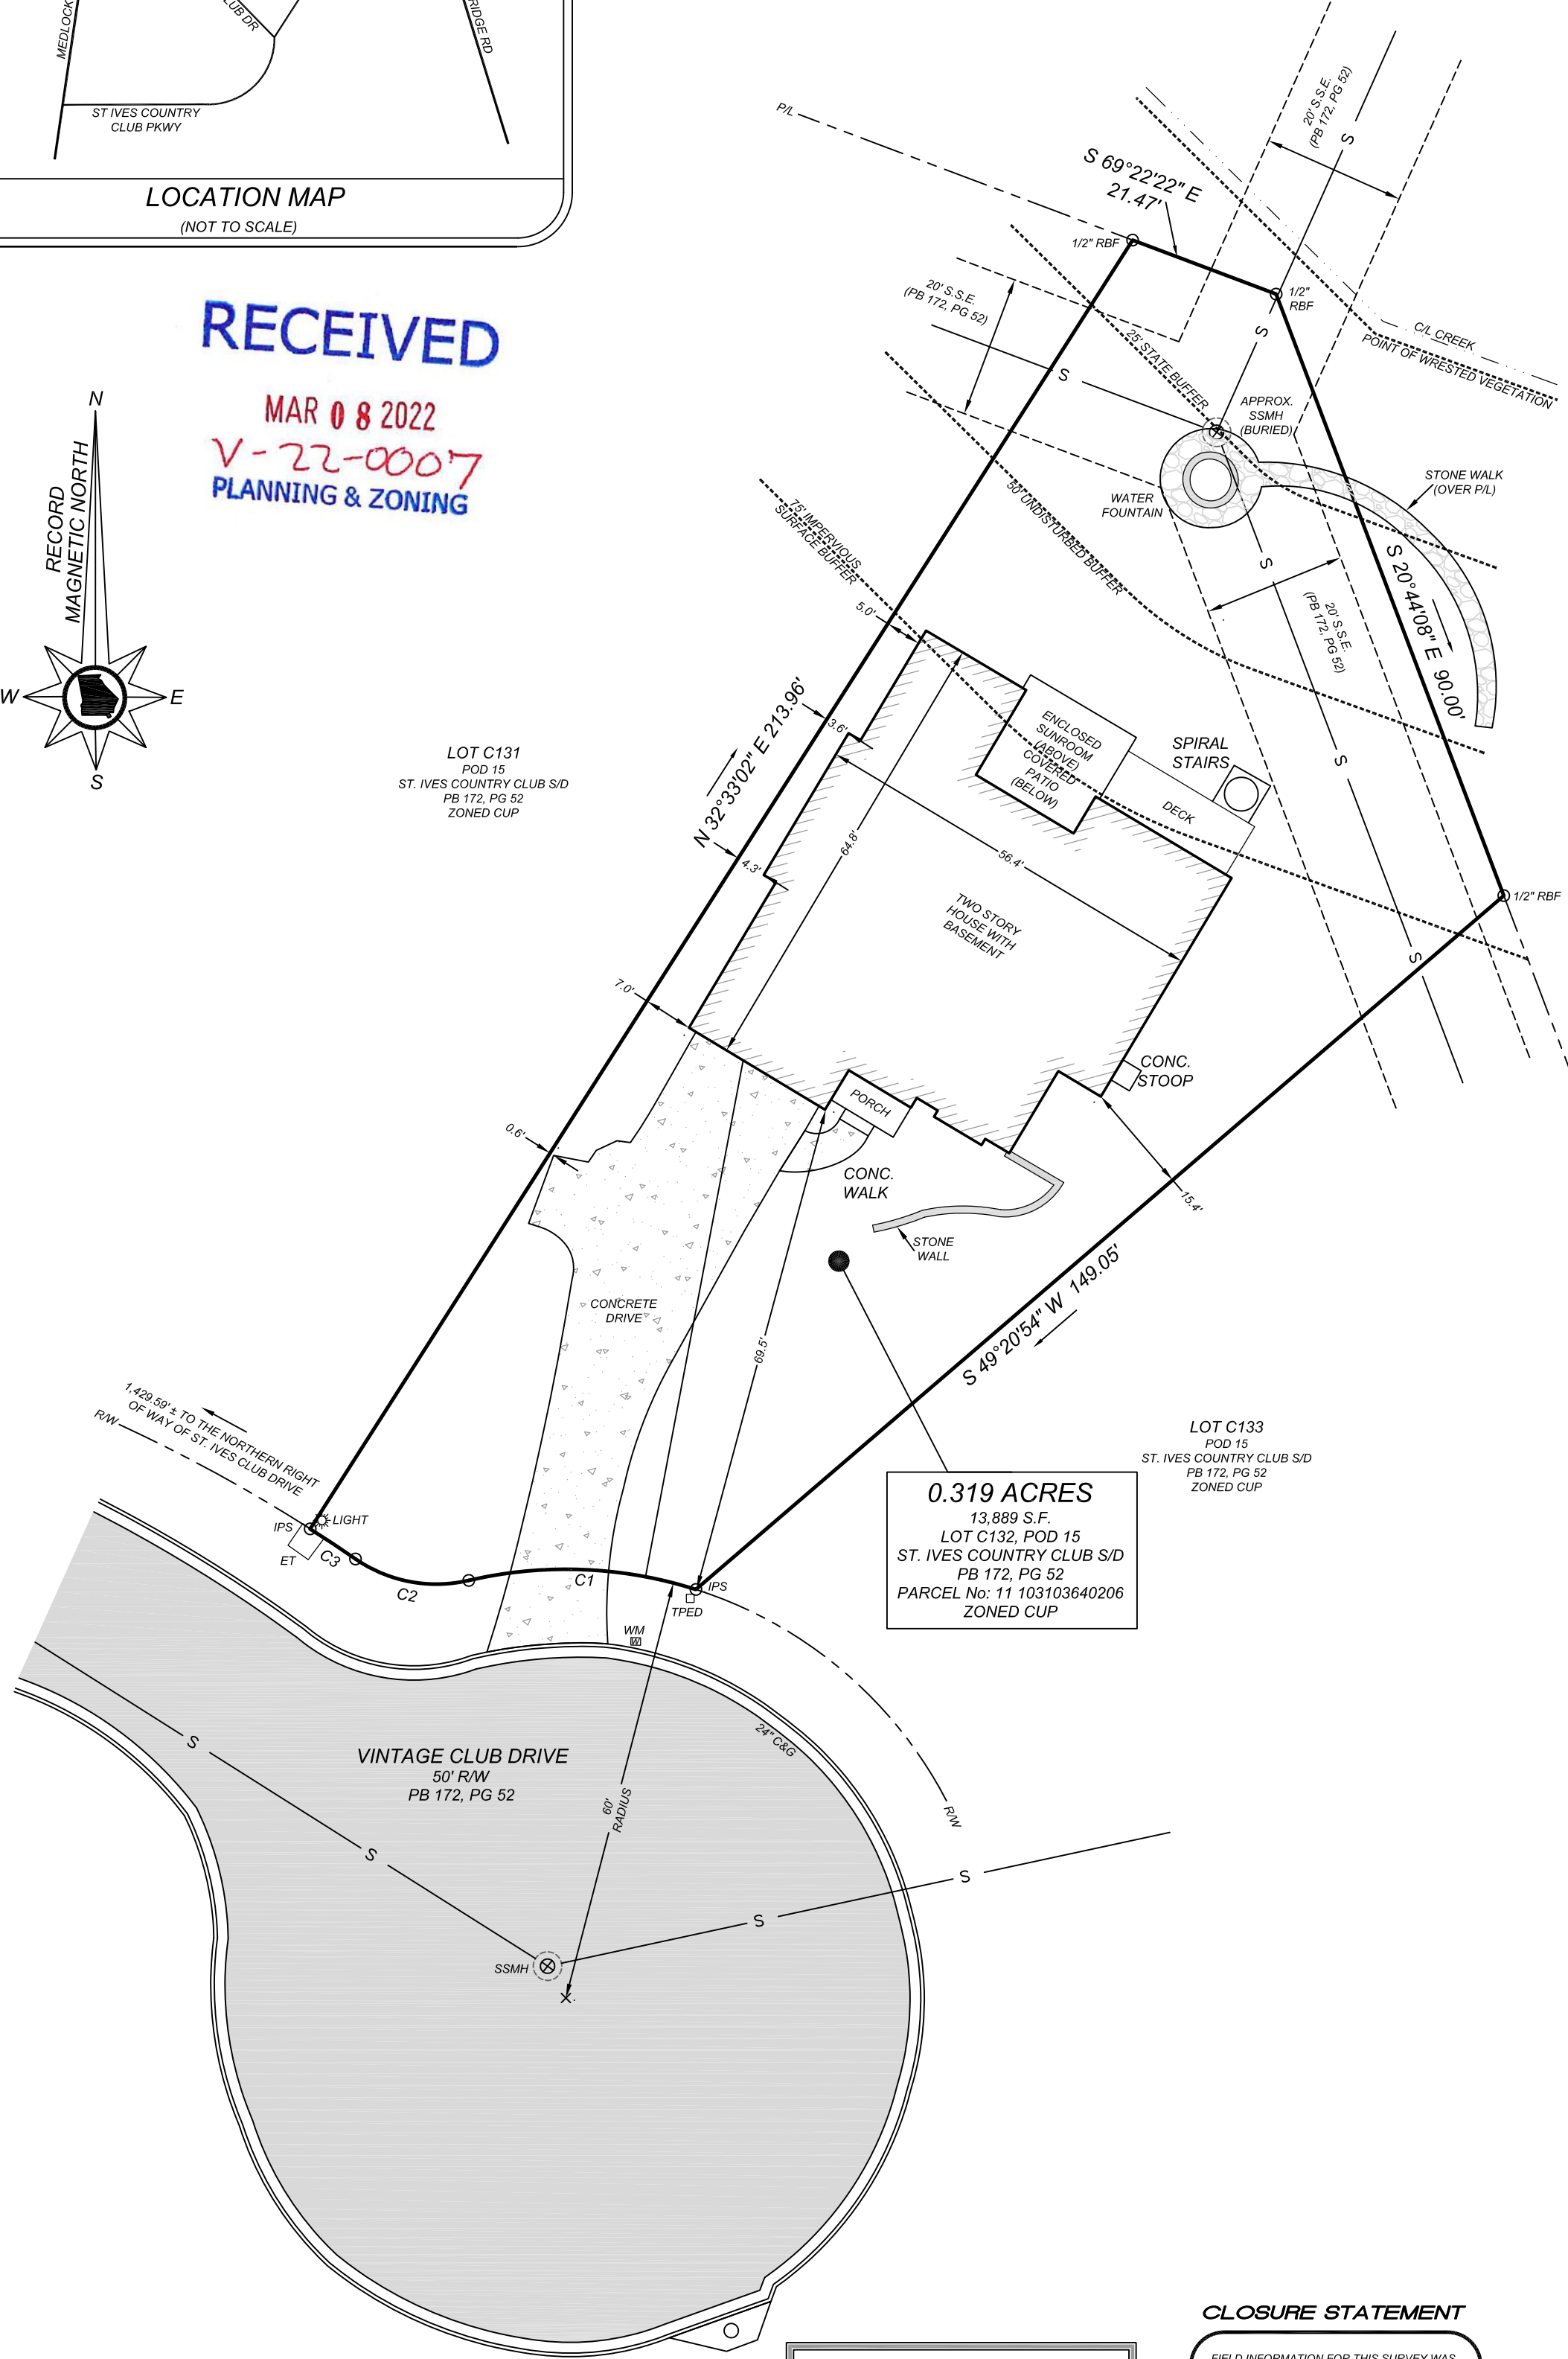 MEDLOCK
LUB DR
RIDGE RD
ST IVES COUNTRY
CLUB PKWY
LOCATION MAP
(NOT TO SCALE)
RECEIVED
MAR 08 2022
V-22-0007
PLANNING & ZONING
N
RECORD
MAGNETIC NORTH
W
E
S
P/L
S 69°22'22" E
21.47'
20' S.S.E.
(PB 172, PG 52)
S
1/2" RBF
1/2"
RBF
20' S.S.E.
(PB 172, PG 52)
S
S
C/L CREEK
POINT OF WRESTED VEGETATION
25' STATE BUFFER
APPROX.
SSMH
(BURIED)
STONE WALK
(OVER P/L)
WATER
FOUNTAIN
50' UNDISTURBED BUFFER
75' IMPERVIOUS
SURFACE BUFFER
S
20' S.S.E.
(PB 172, PG 52)
S 20°44'08" E 90.00'
5.0'
3.6'
4.3'
N 32°33'02" E 213.96'
LOT C131
POD 15
ST. IVES COUNTRY CLUB S/D
PB 172, PG 52
ZONED CUP
ENCLOSED
SUNROOM
(ABOVE)
COVERED
PATIO
(BELOW)
SPIRAL
STAIRS
DECK
S
64.8'
56.4'
TWO STORY
HOUSE WITH
BASEMENT
1/2" RBF
S
7.0'
CONC.
STOOP
PORCH
0.6'
CONC.
WALK
15.4'
STONE
WALL
CONCRETE
DRIVE
69.5'
S 49°20'54" W 149.05'
1,429.59' ± TO THE NORTHERN RIGHT
OF WAY OF ST. IVES CLUB DRIVE
R/W
LOT C133
POD 15
ST. IVES COUNTRY CLUB S/D
PB 172, PG 52
ZONED CUP
0.319 ACRES
13,889 S.F.
LOT C132, POD 15
ST. IVES COUNTRY CLUB S/D
PB 172, PG 52
PARCEL No: 11 103103640206
ZONED CUP
IPS
LIGHT
ET
C3
C2
C1
IPS
TPED
WM
W
24" C&G
VINTAGE CLUB DRIVE
50' R/W
PB 172, PG 52
60'
RADIUS
R/W
S
S
S
S
SSMH
CLOSURE STATEMENT
FIELD INFORMATION FOR THIS SURVEY WAS